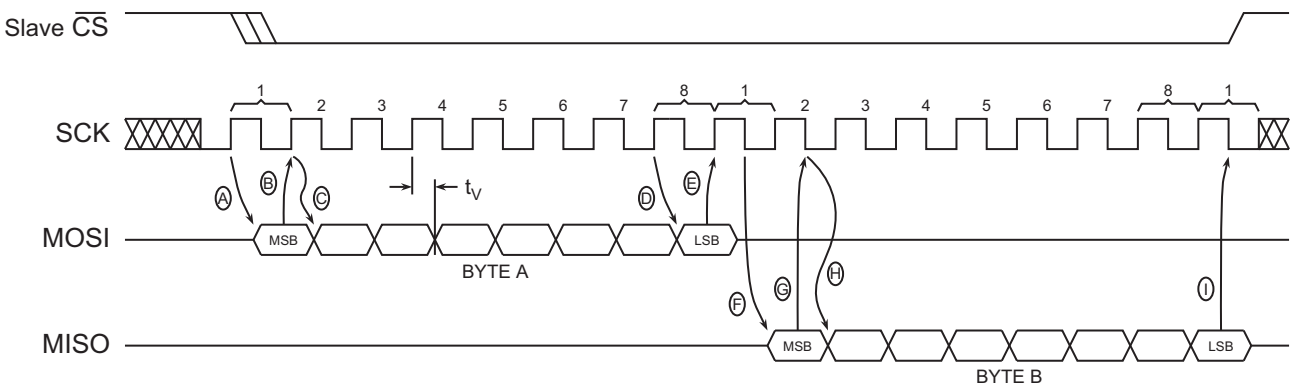 Slave CS
1 2 3 4 5 6 7 8 1 2 3 4 5 6 7 8 1
SCK
A B C tV D E
MOSI MSB LSB
BYTE A
F G H I
MISO MSB LSB
BYTE B